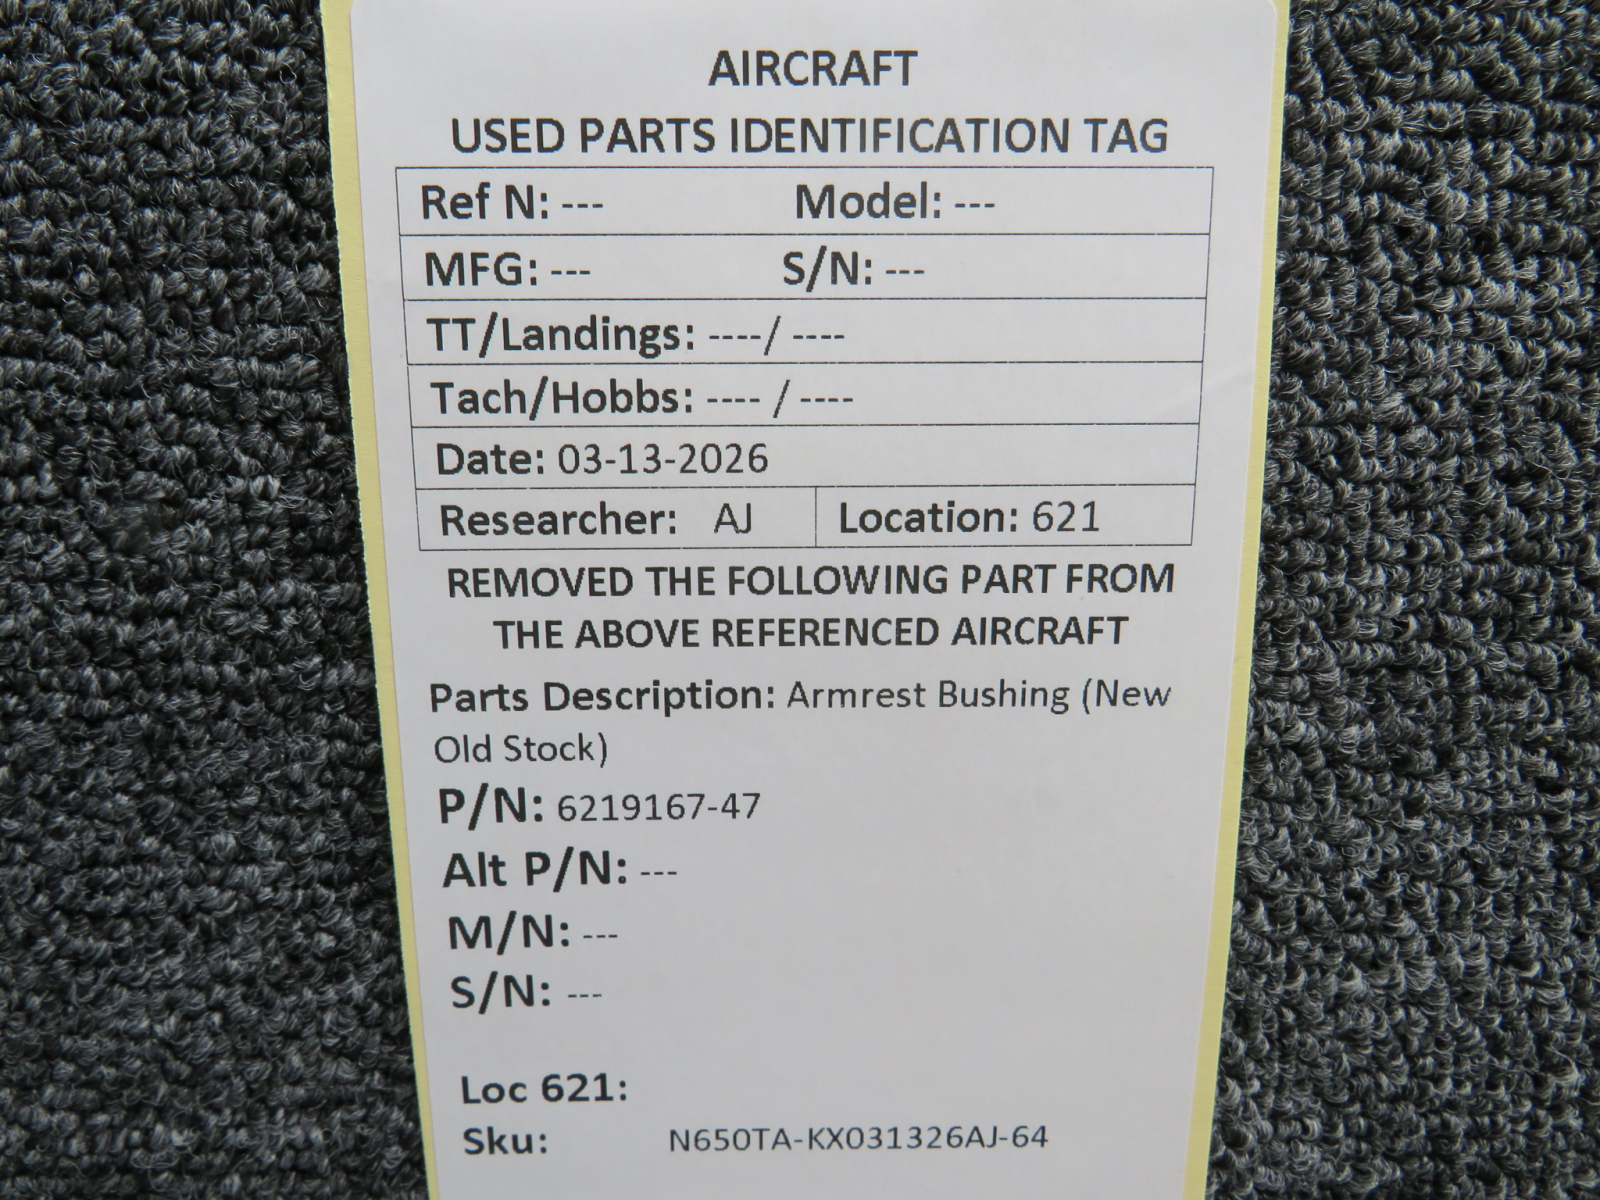 AIRCRAFT
USED PARTS IDENTIFICATION TAG
Ref N: --- Model: ---
MFG: --- S/N: ---
TT/Landings: ----/ ----
Tach/Hobbs: ---- / ----
Date: 03-13-2026
Researcher: AJ Location: 621
REMOVED THE FOLLOWING PART FROM
THE ABOVE REFERENCED AIRCRAFT
Parts Description: Armrest Bushing (New
Old Stock)
P/N: 6219167-47
Alt P/N: ---
M/N: ---
S/N: ---
Loc 621:
Sku: N650TA-KX031326AJ-64